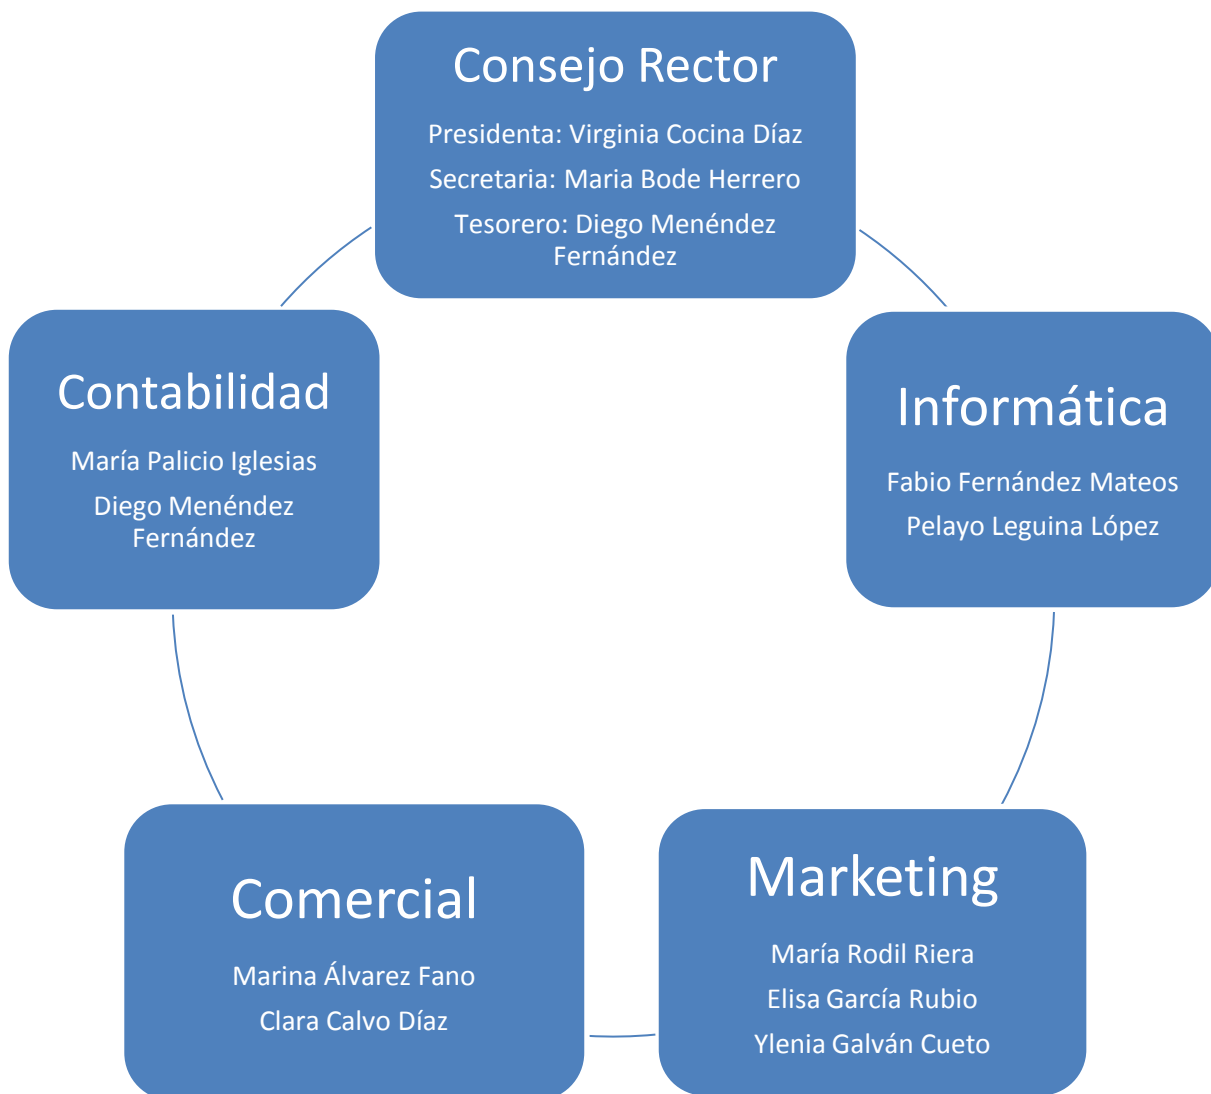 Consejo Rector
Presidenta: Virginia Cocina Díaz
Secretaria: Maria Bode Herrero
Tesorero: Diego Menéndez
Fernández
Contabilidad
María Palicio Iglesias
Diego Menéndez
Fernández
Informática
Fabio Fernández Mateos
Pelayo Leguina López
Comercial
Marina Álvarez Fano
Clara Calvo Díaz
Marketing
María Rodil Riera
Elisa García Rubio
Ylenia Galván Cueto